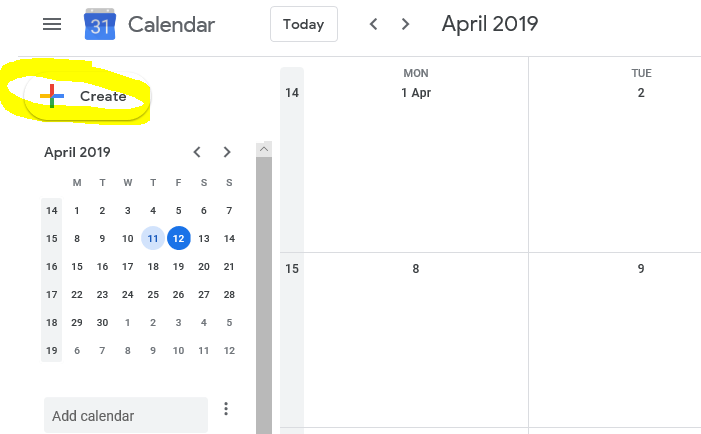 31 Calendar Today April 2019
Create
April 2019
M T W T F S S
14 1 2 3 4 5 6 7
15 8 9 10 11 12 13 14
16 15 16 17 18 19 20 21
17 22 23 24 25 26 27 28
18 29 30 1 2 3 4 5
19 6 7 8 9 10 11 12
Add calendar
MON TUE
14 1 Apr 2
15 8 9